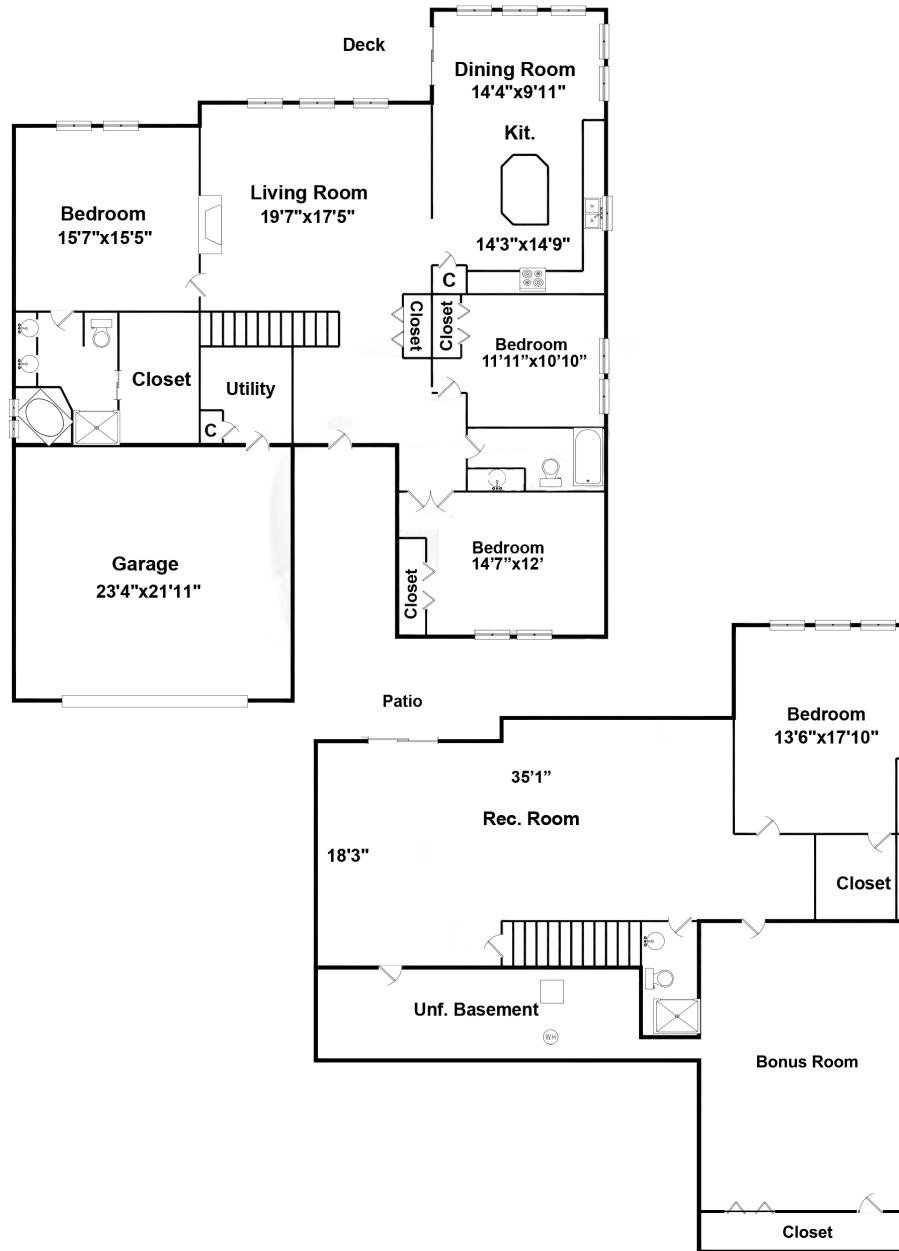 Deck
Dining Room
14'4"x9'11"
Kit.
14'3"x14'9"
Living Room
19'7"x17'5"
Bedroom
15'7"x15'5"
C
Closet
Closet
Bedroom
11'11”x10'10”
Closet
Utility
C
Bedroom
14’7”x12’
Closet
Garage
23'4"x21'11"
Patio
Bedroom
13'6"x17'10"
35’1”
Rec. Room
18'3"
Closet
Unf. Basement
WH
Bonus Room
Closet